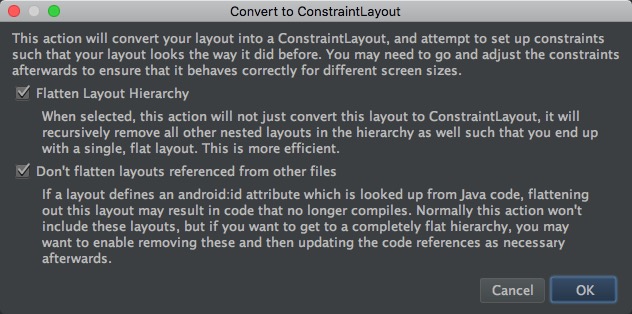 Convert to ConstraintLayout
This action will convert your layout into a ConstraintLayout, and attempt to set up constraints
such that your layout looks the way it did before. You may need to go and adjust the constraints
afterwards to ensure that it behaves correctly for different screen sizes.
Flatten Layout Hierarchy
When selected, this action will not just convert this layout to ConstraintLayout, it will
recursively remove all other nested layouts in the hierarchy as well such that you end up
with a single, flat layout. This is more efficient.
Don't flatten layouts referenced from other files
If a layout defines an android:id attribute which is looked up from Java code, flattening
out this layout may result in code that no longer compiles. Normally this action won't
include these layouts, but if you want to get to a completely flat hierarchy, you may
want to enable removing these and then updating the code references as necessary
afterwards.
Cancel OK